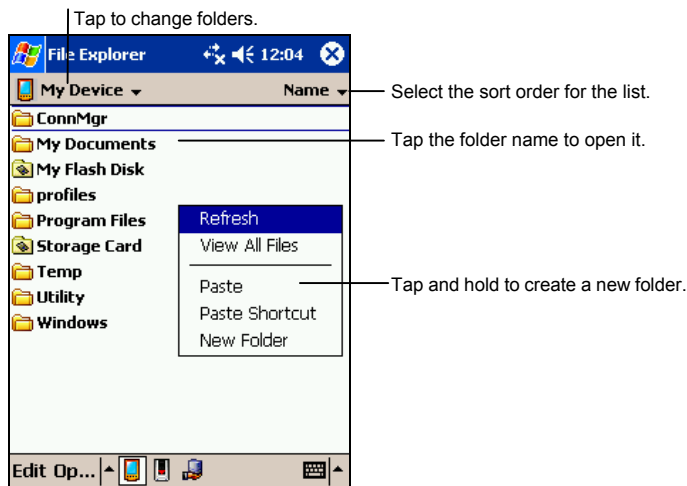 Tap to change folders.
File Explorer 12:04
My Device Name
Select the sort order for the list.
ConnMgr
My Documents
Tap the folder name to open it.
My Flash Disk
profiles
Program Files
Storage Card
Temp
Utility
Windows
Refresh
View All Files
Paste
Tap and hold to create a new folder.
Paste Shortcut
New Folder
Edit Op...